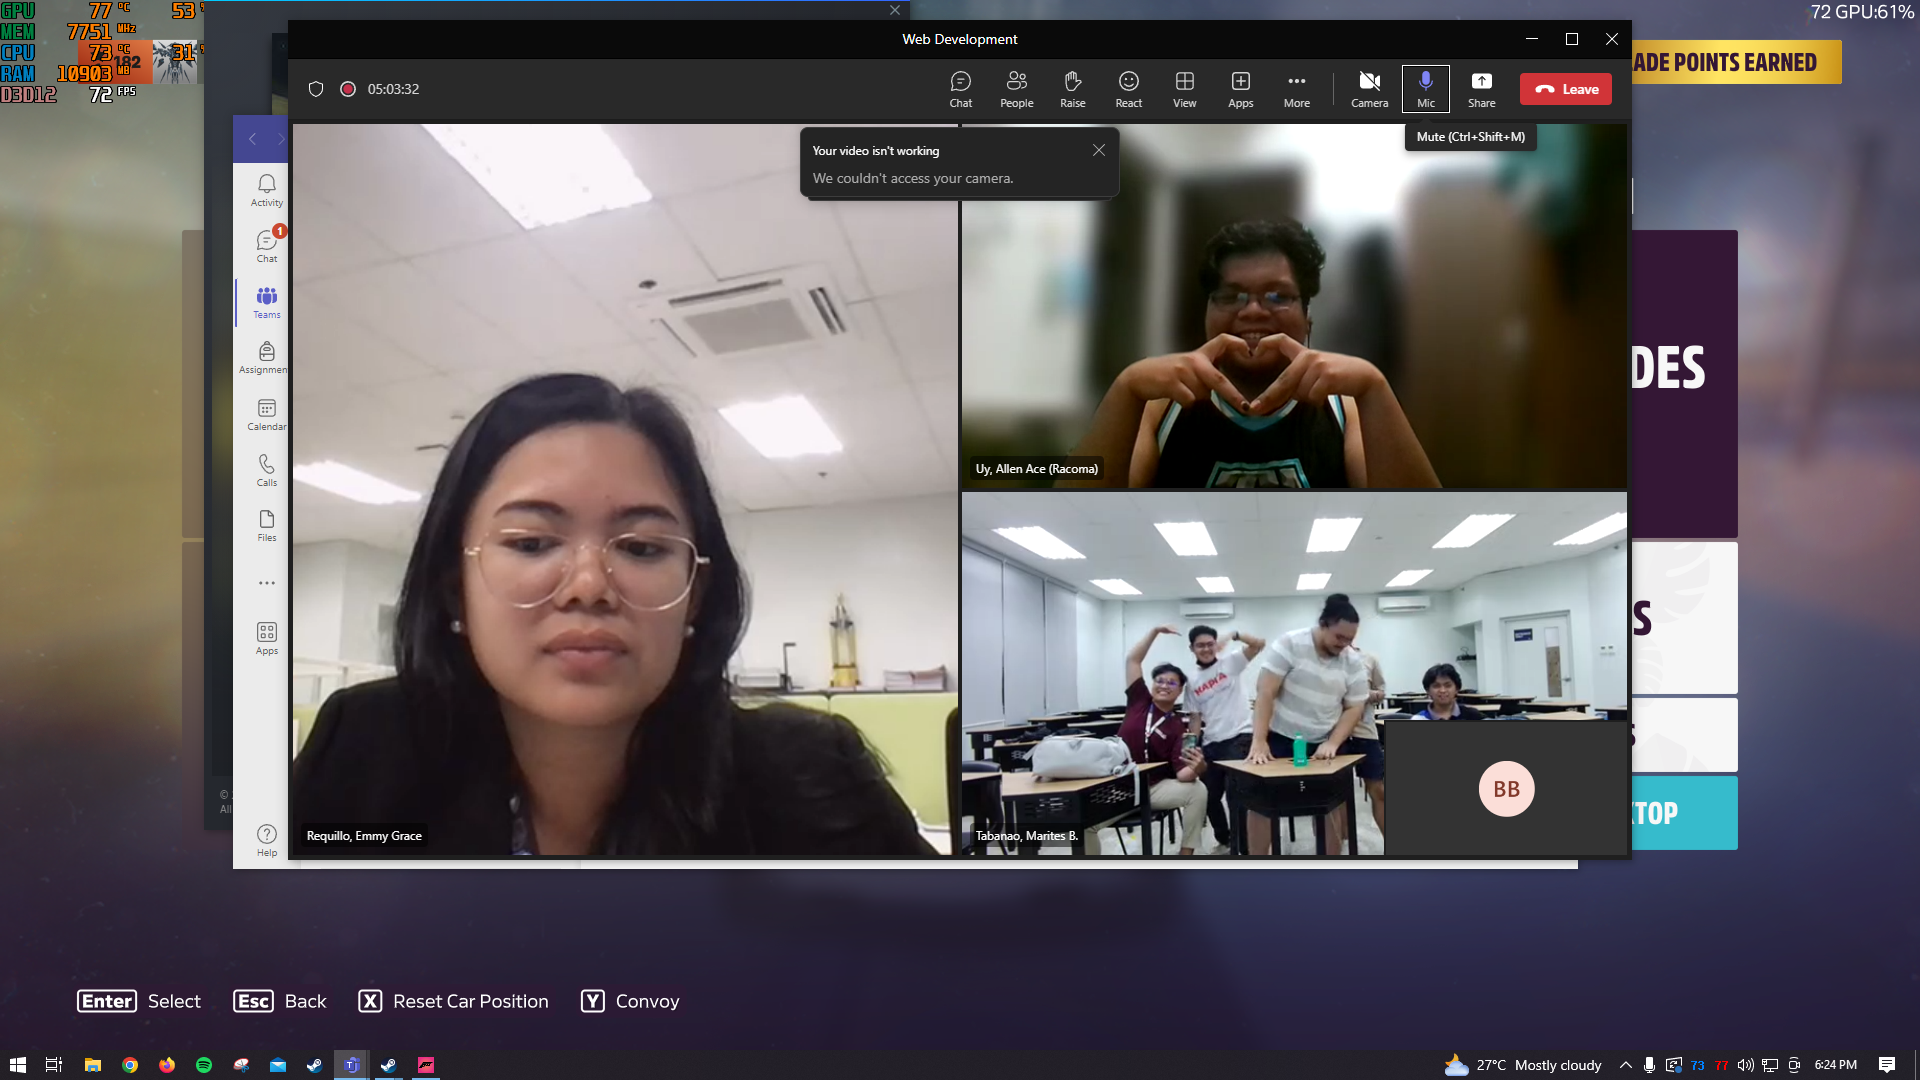 GPU 77 °C 53 %
MEM 7751 MHz
CPU 73 °C 31 %
182
RAM 10903 MB
D3D12 72 FPS
72 GPU:61%
ADE POINTS EARNED
Web Development
05:03:32
Chat
People
Raise
React
View
Apps
More
Camera
Mic
Share
Leave
Mute (Ctrl+Shift+M)
Your video isn't working
We couldn't access your camera.
Activity
1
Chat
Teams
Assignmen
Calendar
Calls
Files
Apps
Help
©
All
Requillo, Emmy Grace
Uy, Allen Ace (Racoma)
Tabanao, Marites B.
BB
DES
S
S
KTOP
Enter Select
Esc Back
X Reset Car Position
Y Convoy
27°C Mostly cloudy
73
77
6:24 PM